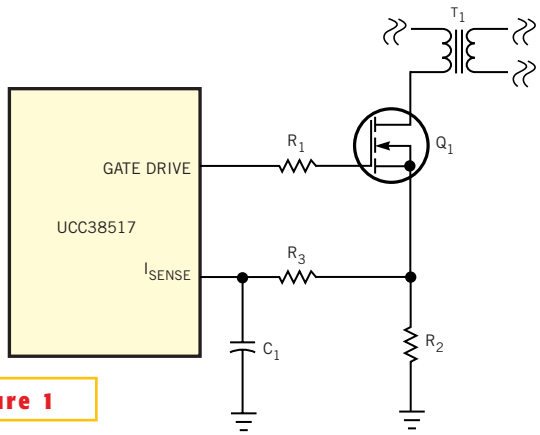 T1
R1
Q1
GATE DRIVE
UCC38517
R3
ISENSE
R2
C1
ure 1